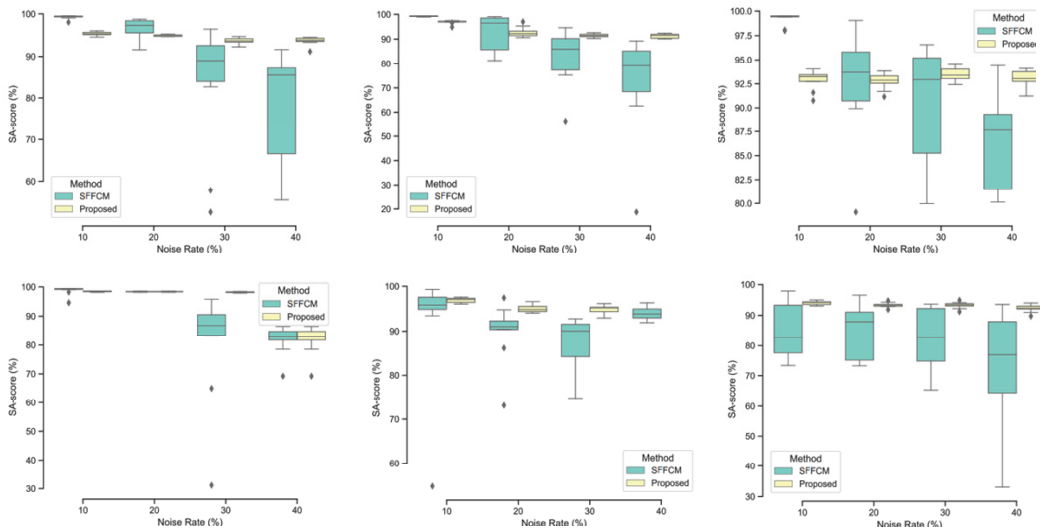 100
90
80
70
60
SA-score (%)
Method
SFFCM
Proposed
10
20
30
40
Noise Rate (%)
100
90
80
70
60
50
40
30
20
SA-score (%)
Method
SFFCM
Proposed
10
20
30
40
Noise Rate (%)
100.0
97.5
95.0
92.5
90.0
87.5
85.0
82.5
80.0
SA-score (%)
Method
SFFCM
Proposed
10
20
30
40
Noise Rate (%)
100
90
80
70
60
50
40
30
SA-score (%)
Method
SFFCM
Proposed
10
20
30
40
Noise Rate (%)
100
90
80
70
60
SA-score (%)
Method
SFFCM
Proposed
10
20
30
40
Noise Rate (%)
100
90
80
70
60
50
40
30
SA-score (%)
Method
SFFCM
Proposed
10
20
30
40
Noise Rate (%)